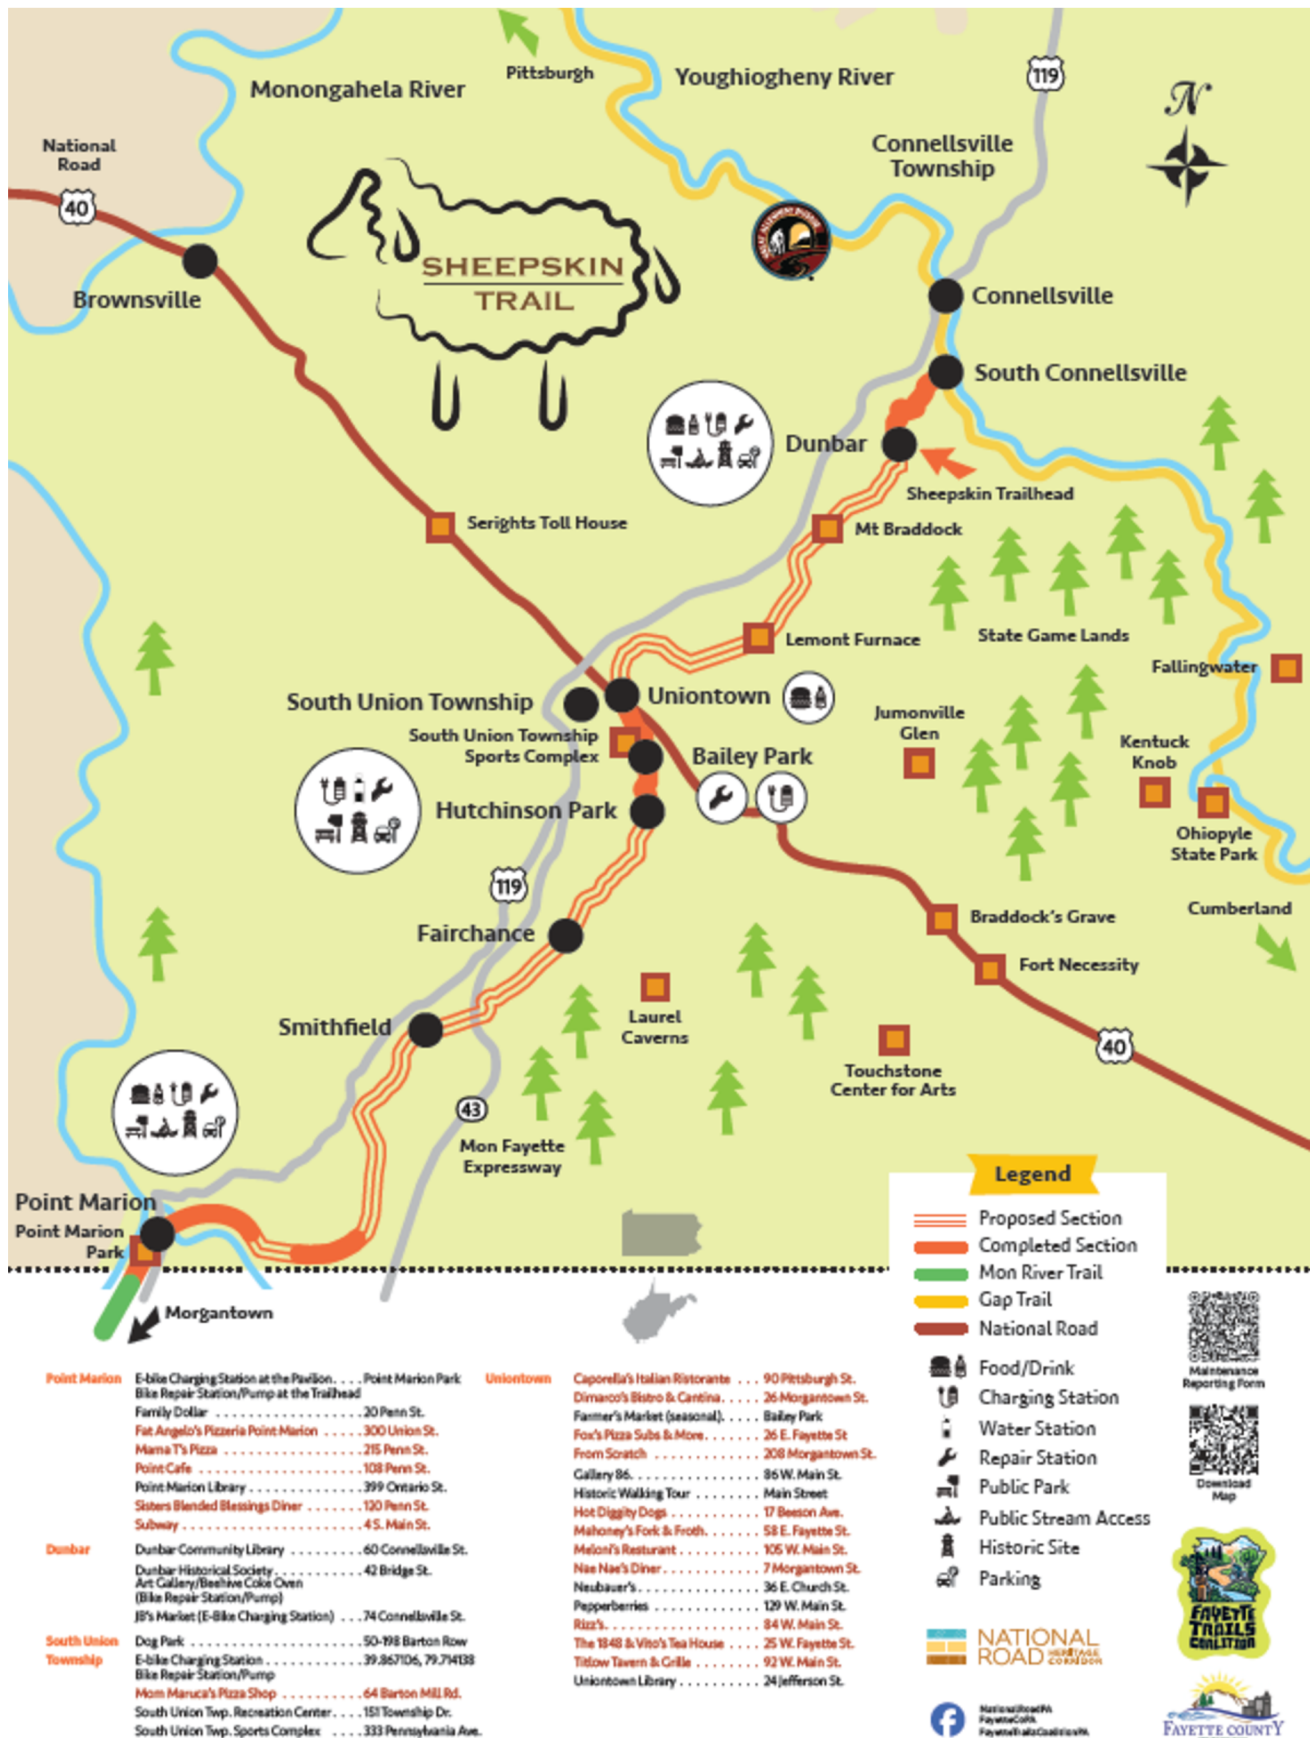 Pittsburgh
Monongahela River
Youghiogheny River
119
N
National
Road
40
Connellsville
Township
SHEEPSKIN
TRAIL
Brownsville
Connellsville
South Connellsville
Dunbar
Sheepskin Trailhead
Serights Toll House
Mt Braddock
Lemont Furnace
State Game Lands
Fallingwater
South Union Township
Uniontown
South Union Township
Sports Complex
Bailey Park
Jumonville
Glen
Kentuck
Knob
Hutchinson Park
Ohiopyle
State Park
119
Cumberland
Braddock's Grave
Fairchance
Fort Necessity
Laurel
Caverns
Smithfield
40
Touchstone
Center for Arts
43
Mon Fayette
Expressway
Point Marion
Point Marion
Park
Morgantown
Legend
Proposed Section
Completed Section
Mon River Trail
Gap Trail
National Road
Food/Drink
Charging Station
Water Station
Repair Station
Public Park
Public Stream Access
Historic Site
Parking
Maintenance
Reporting Form
Download
Map
Point Marion
E-bike Charging Station at the Pavilion. . . . Point Marion Park
Bike Repair Station/Pump at the Trailhead
Family Dollar . . . . . . . . . . . . . . . . . . . 20 Penn St.
Fat Angelo's Pizzeria Point Marion . . . . . . 300 Union St.
Mama T's Pizza . . . . . . . . . . . . . . . . . . 215 Penn St.
Point Cafe . . . . . . . . . . . . . . . . . . . . . 108 Penn St.
Point Marion Library . . . . . . . . . . . . . . . 399 Ontario St.
Sisters Blended Blessings Diner . . . . . . . . 120 Penn St.
Subway . . . . . . . . . . . . . . . . . . . . . . . 4 S. Main St.
Dunbar
Dunbar Community Library . . . . . . . . . . 60 Connellsville St.
Dunbar Historical Society . . . . . . . . . . . . 42 Bridge St.
Art Gallery/Beehive Coke Oven
(Bike Repair Station/Pump)
JB's Market (E-Bike Charging Station) . . . 74 Connellsville St.
South Union
Township
Dog Park . . . . . . . . . . . . . . . . . . . . . . 50-198 Barton Row
E-bike Charging Station . . . . . . . . . . . . . 39.867106, 79.714138
Bike Repair Station/Pump
Mom Maruca's Pizza Shop . . . . . . . . . . . 64 Barton Mill Rd.
South Union Twp. Recreation Center . . . . 151 Township Dr.
South Union Twp. Sports Complex . . . . . 333 Pennsylvania Ave.
Uniontown
Caporella's Italian Ristorante . . . 90 Pittsburgh St.
Dimarco's Bistro & Cantina. . . . . 26 Morgantown St.
Farmer's Market (seasonal). . . . . Bailey Park
Fox's Pizza Subs & More. . . . . . . 26 E. Fayette St
From Scratch . . . . . . . . . . . . . 208 Morgantown St.
Gallery 86. . . . . . . . . . . . . . . . 86 W. Main St.
Historic Walking Tour . . . . . . . . Main Street
Hot Diggity Dogs . . . . . . . . . . . 17 Beeson Ave.
Mahoney's Fork & Froth. . . . . . . 58 E. Fayette St.
Meloni's Resturant . . . . . . . . . . 105 W. Main St.
Nae Nae's Diner . . . . . . . . . . . . 7 Morgantown St.
Neubauer's . . . . . . . . . . . . . . . 36 E. Church St.
Pepperberries . . . . . . . . . . . . . 129 W. Main St.
Rizz's. . . . . . . . . . . . . . . . . . . 84 W. Main St.
The 1848 & Vito's Tea House . . . . 25 W. Fayette St.
Titlow Tavern & Grille . . . . . . . . . 92 W. Main St.
Uniontown Library . . . . . . . . . . . 24 Jefferson St.
NATIONAL
ROAD HERITAGE
CORRIDOR
FAYETTE
TRAILS
COALITION
NationalRoadPA
FayetteCoPA
FayetteTrailsCoalitionPA
FAYETTE COUNTY